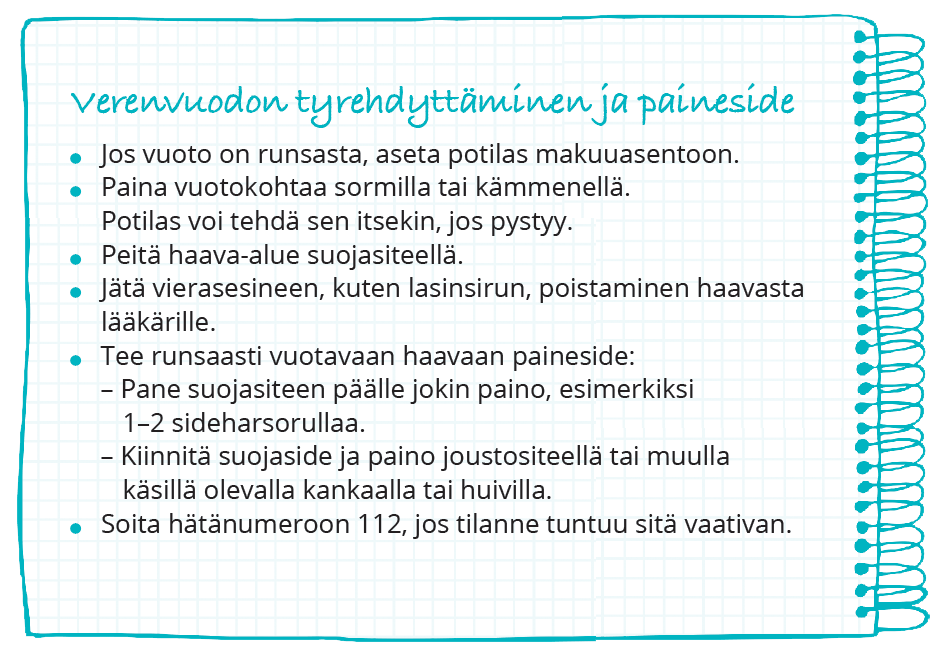 Verenvuodon tyrehdyttäminen ja paineside
• Jos vuoto on runsasta, aseta potilas makuuasentoon.
• Paina vuotokohtaa sormilla tai kämmenellä.
Potilas voi tehdä sen itsekin, jos pystyy.
• Peitä haava-alue suojasiteellä.
• Jätä vierasesineen, kuten lasinsirun, poistaminen haavasta
lääkärille.
• Tee runsaasti vuotavaan haavaan paineside:
– Pane suojasiteen päälle jokin paino, esimerkiksi
1–2 sideharsorullaa.
– Kiinnitä suojaside ja paino joustositeellä tai muulla
käsillä olevalla kankaalla tai huivilla.
• Soita hätänumeroon 112, jos tilanne tuntuu sitä vaativan.